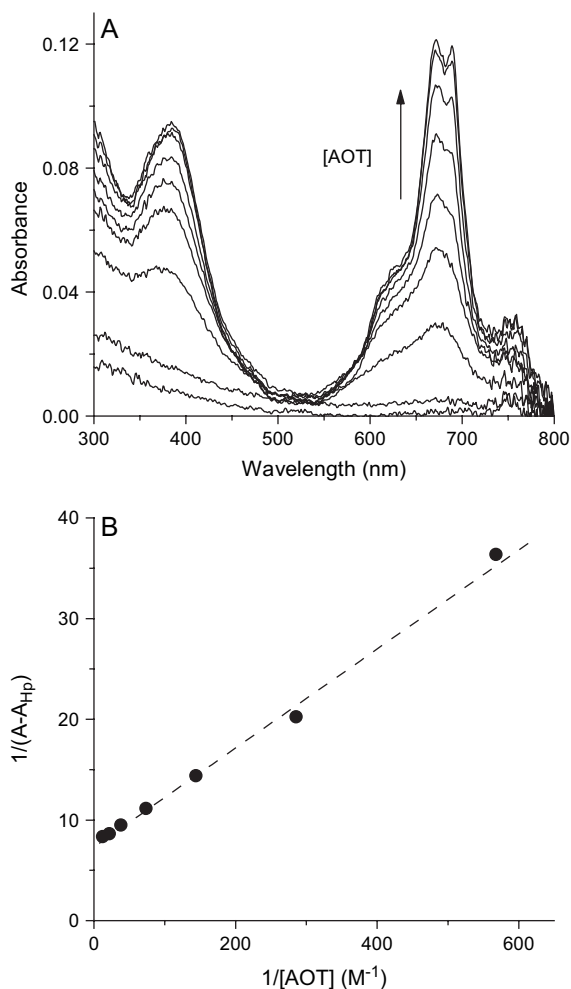 A
0.12
[AOT]
0.08
Absorbance
0.04
0.00
300 400 500 600 700 800
Wavelength (nm)
B
40
30
1/(A-A_Hp)
20
10
0
0 200 400 600
1/[AOT] (M⁻¹)